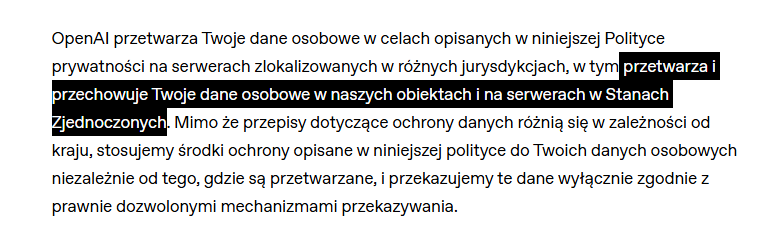 OpenAI przetwarza Twoje dane osobowe w celach opisanych w niniejszej Polityce
prywatności na serwerach zlokalizowanych w różnych jurysdykcjach, w tym przetwarza i
przechowuje Twoje dane osobowe w naszych obiektach i na serwerach w Stanach
Zjednoczonych. Mimo że przepisy dotyczące ochrony danych różnią się w zależności od
kraju, stosujemy środki ochrony opisane w niniejszej polityce do Twoich danych osobowych
niezależnie od tego, gdzie są przetwarzane, i przekazujemy te dane wyłącznie zgodnie z
prawnie dozwolonymi mechanizmami przekazywania.